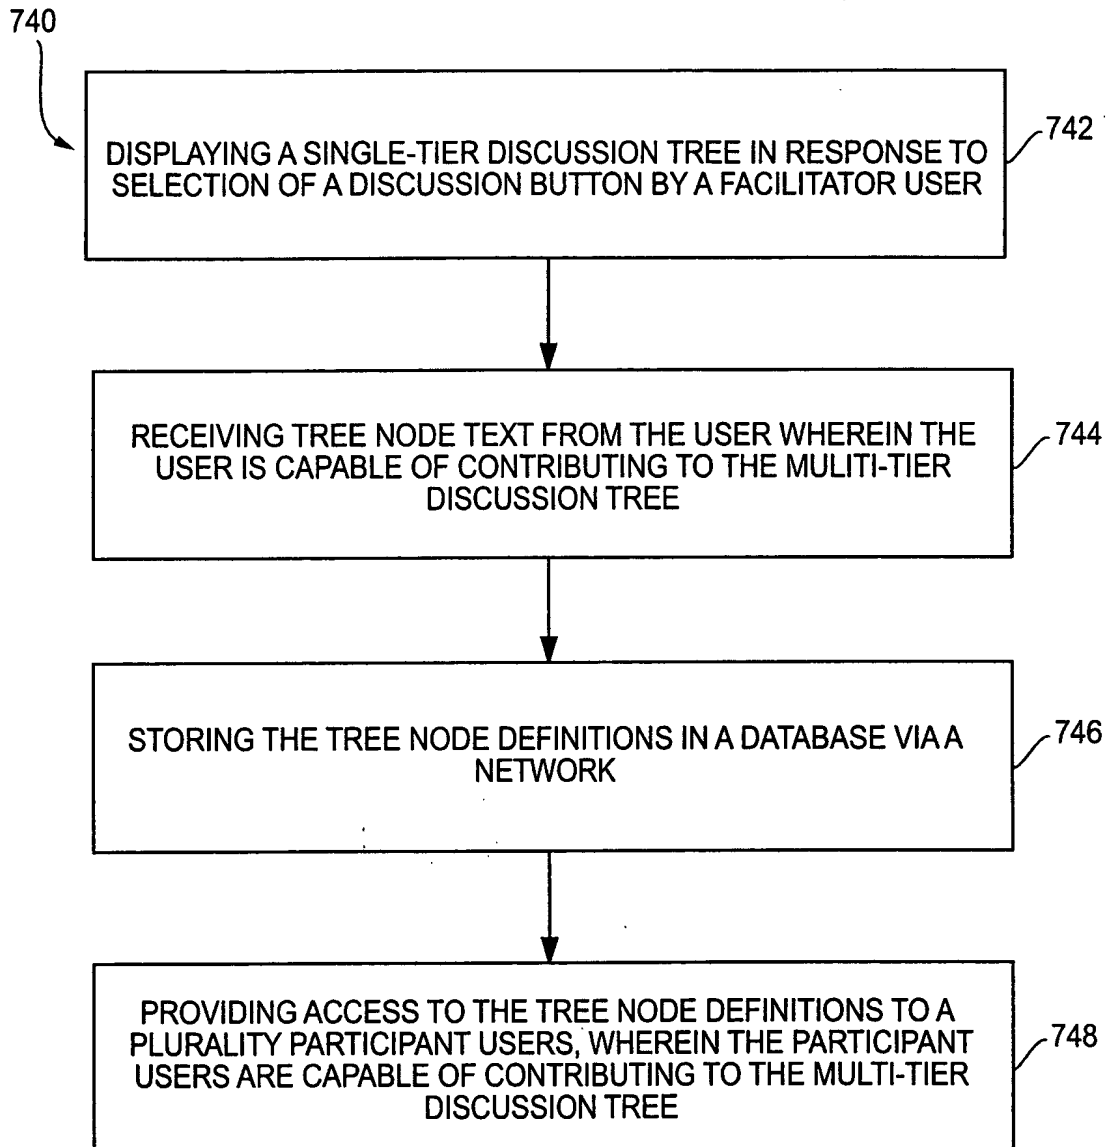 740
DISPLAYING A SINGLE-TIER DISCUSSION TREE IN RESPONSE TO
SELECTION OF A DISCUSSION BUTTON BY A FACILITATOR USER
742
RECEIVING TREE NODE TEXT FROM THE USER WHEREIN THE
USER IS CAPABLE OF CONTRIBUTING TO THE MULITI-TIER
DISCUSSION TREE
744
STORING THE TREE NODE DEFINITIONS IN A DATABASE VIA A
NETWORK
746
PROVIDING ACCESS TO THE TREE NODE DEFINITIONS TO A
PLURALITY PARTICIPANT USERS, WHEREIN THE PARTICIPANT
USERS ARE CAPABLE OF CONTRIBUTING TO THE MULTI-TIER
DISCUSSION TREE
748